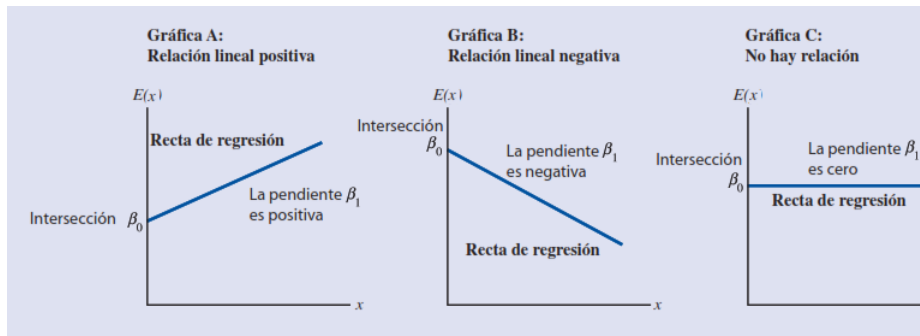 Gráfica A:
Relación lineal positiva
E(x)
Recta de regresión
La pendiente β₁
es positiva
Intersección β₀
x
Gráfica B:
Relación lineal negativa
E(x)
Intersección
β₀
La pendiente β₁
es negativa
Recta de regresión
x
Gráfica C:
No hay relación
E(x)
La pendiente β₁
es cero
Intersección
β₀
Recta de regresión